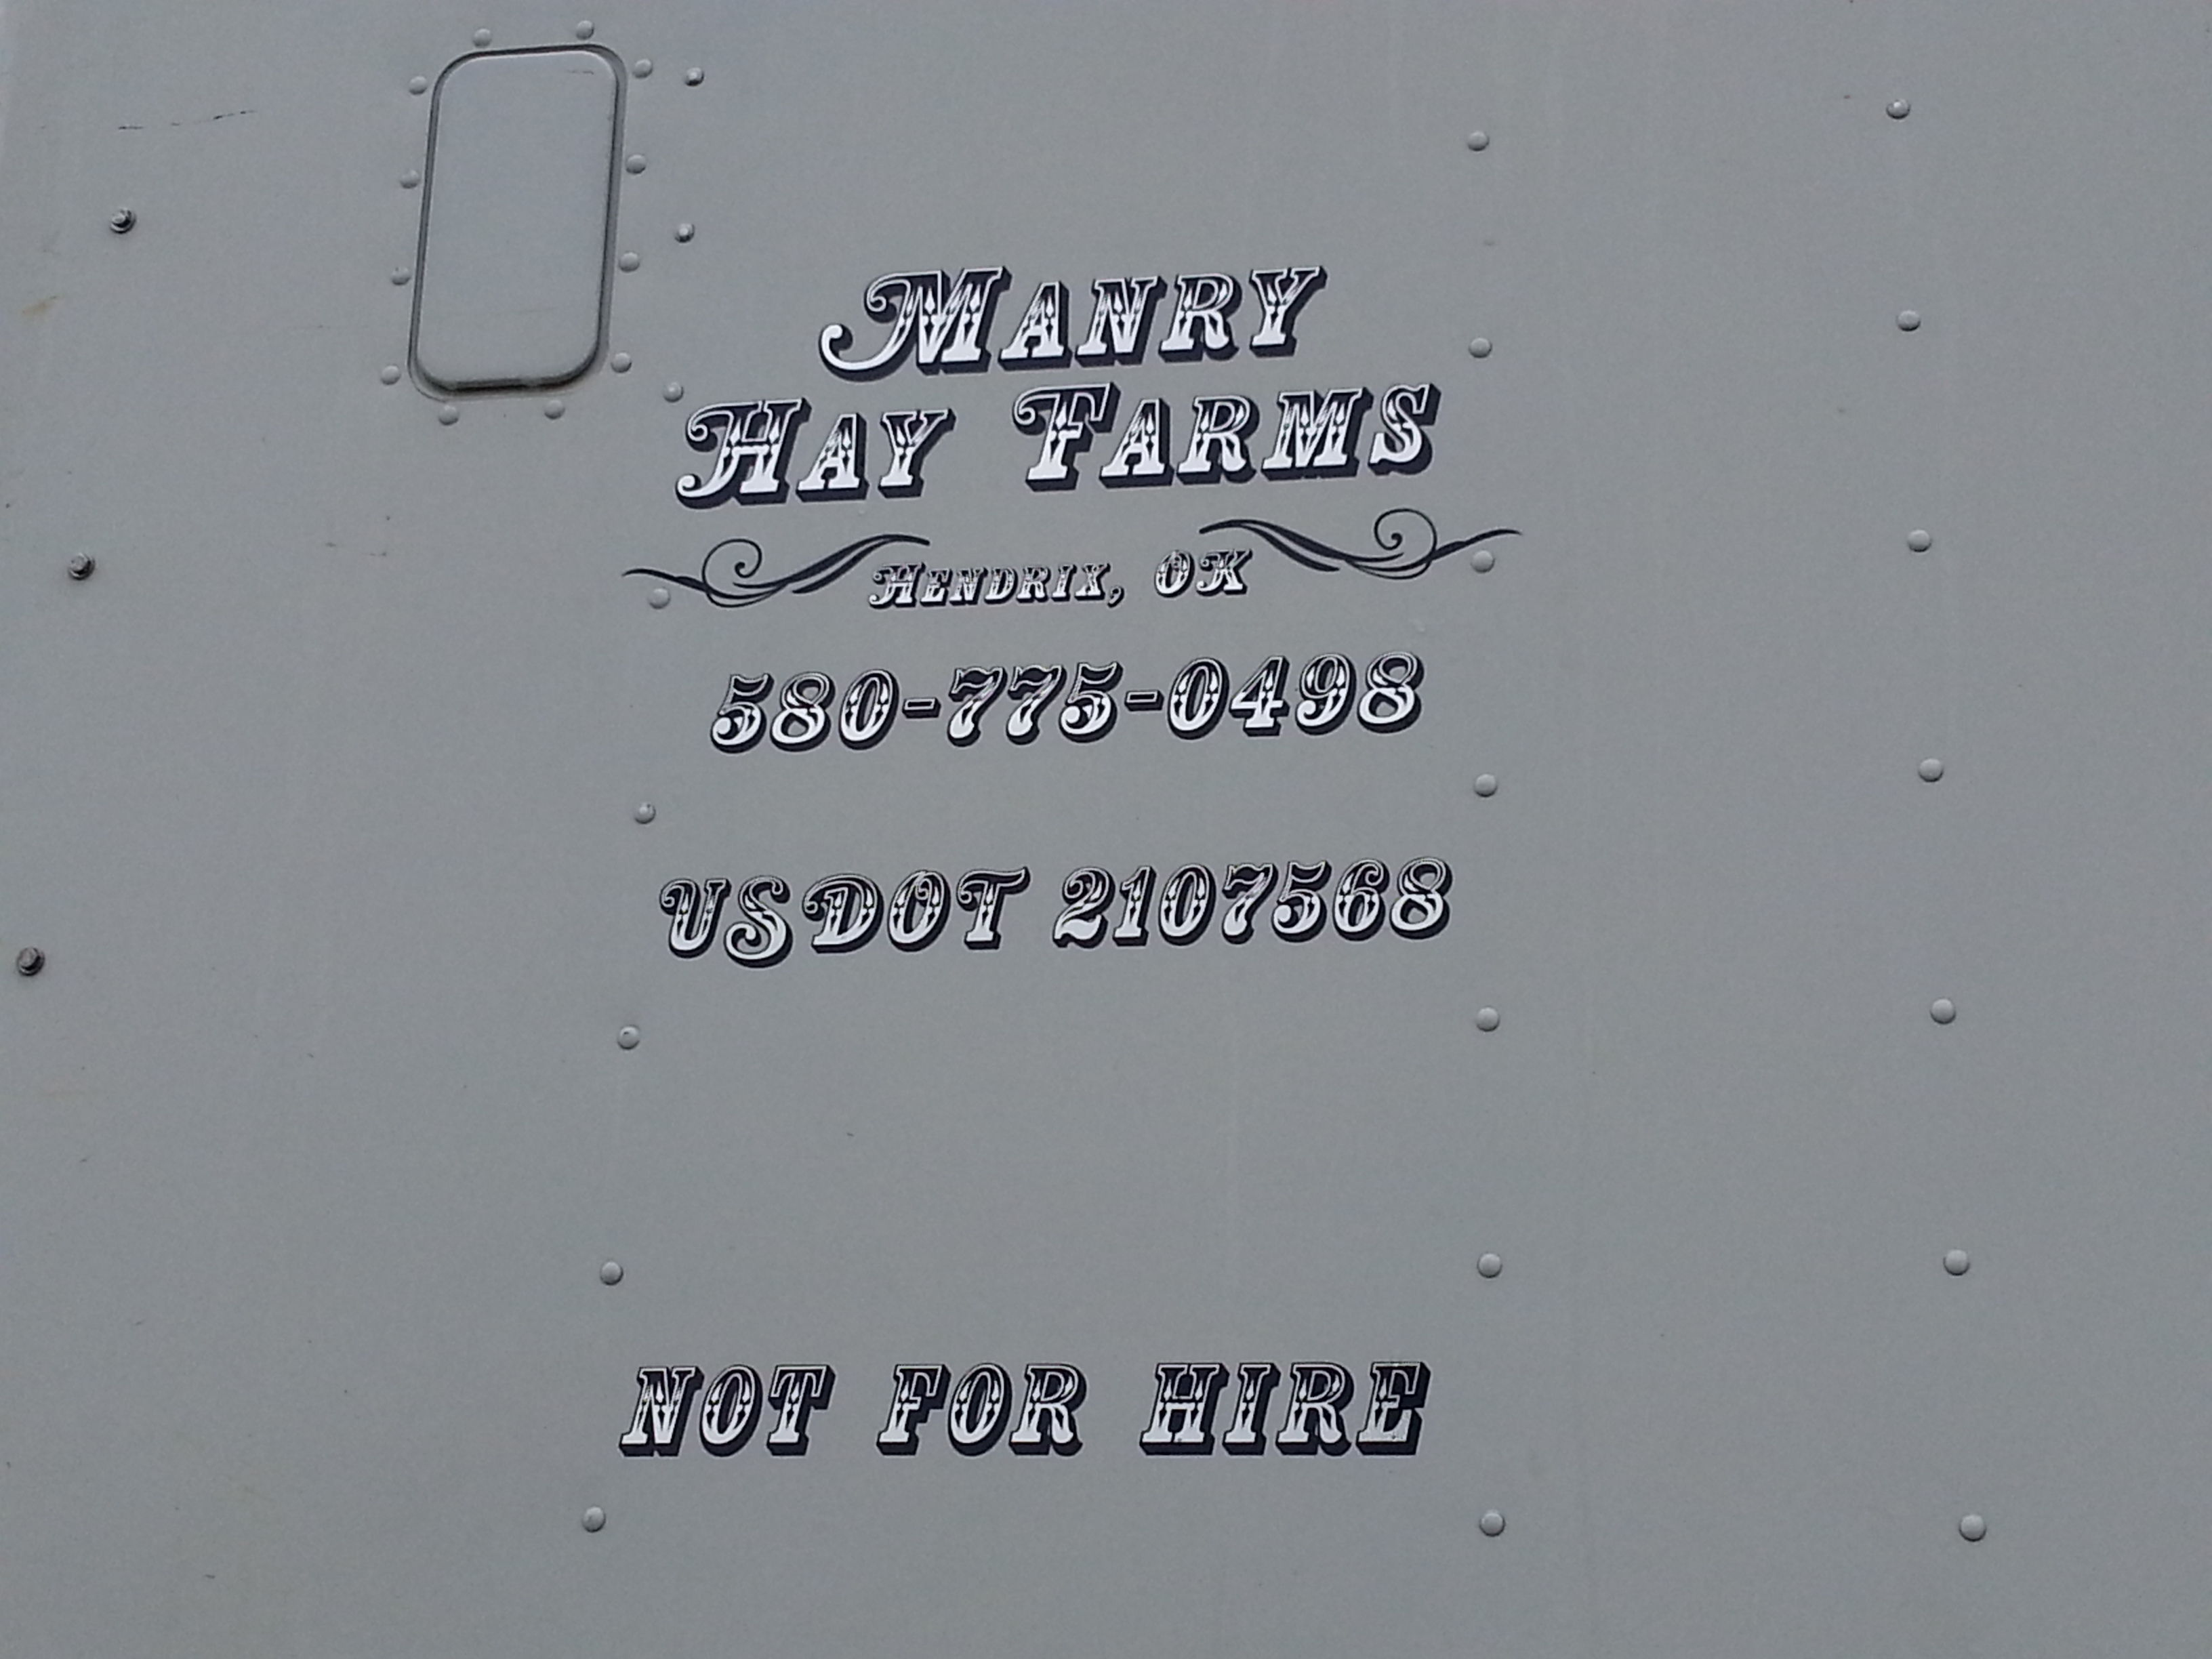 Manry
Hay Farms
Hendrix, OK
580-775-0498
USDOT 2107568
NOT FOR HIRE